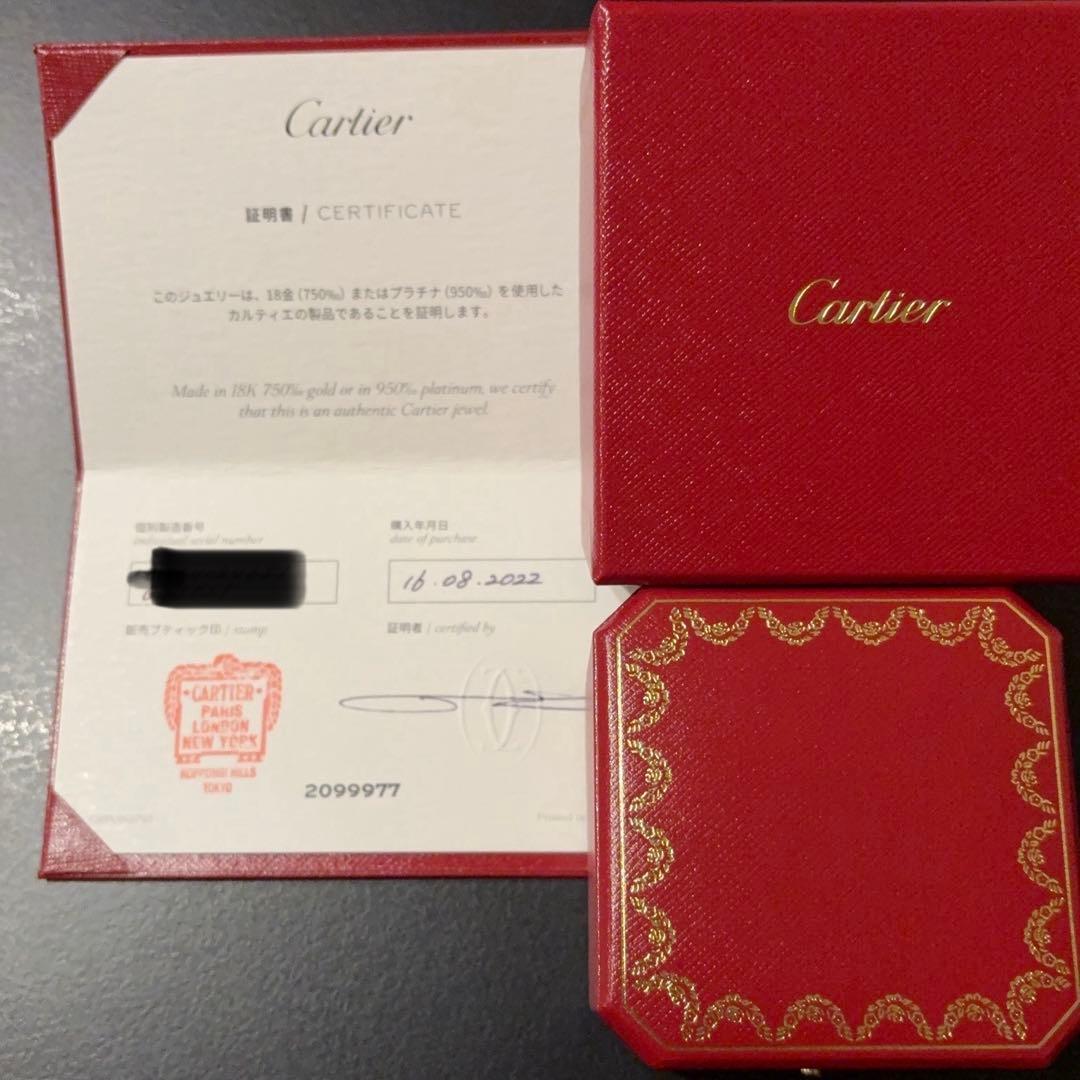 Cartier
証明書 / CERTIFICATE
このジュエリーは、18金(750‰)またはプラチナ(950‰)を使用した
カルティエの製品であることを証明します。
Made in 18K 750‰ gold or in 950‰ platinum, we certify
that this is an authentic Cartier jewel.
個別製造番号
individual serial number
購入年月日
date of purchase
16.08.2022
販売ブティック印 / stamp
証明者 / certified by
CARTIER
PARIS
LONDON
NEW YORK
ROPPONGI HILLS
TOKYO
2099977
Printed in
Cartier